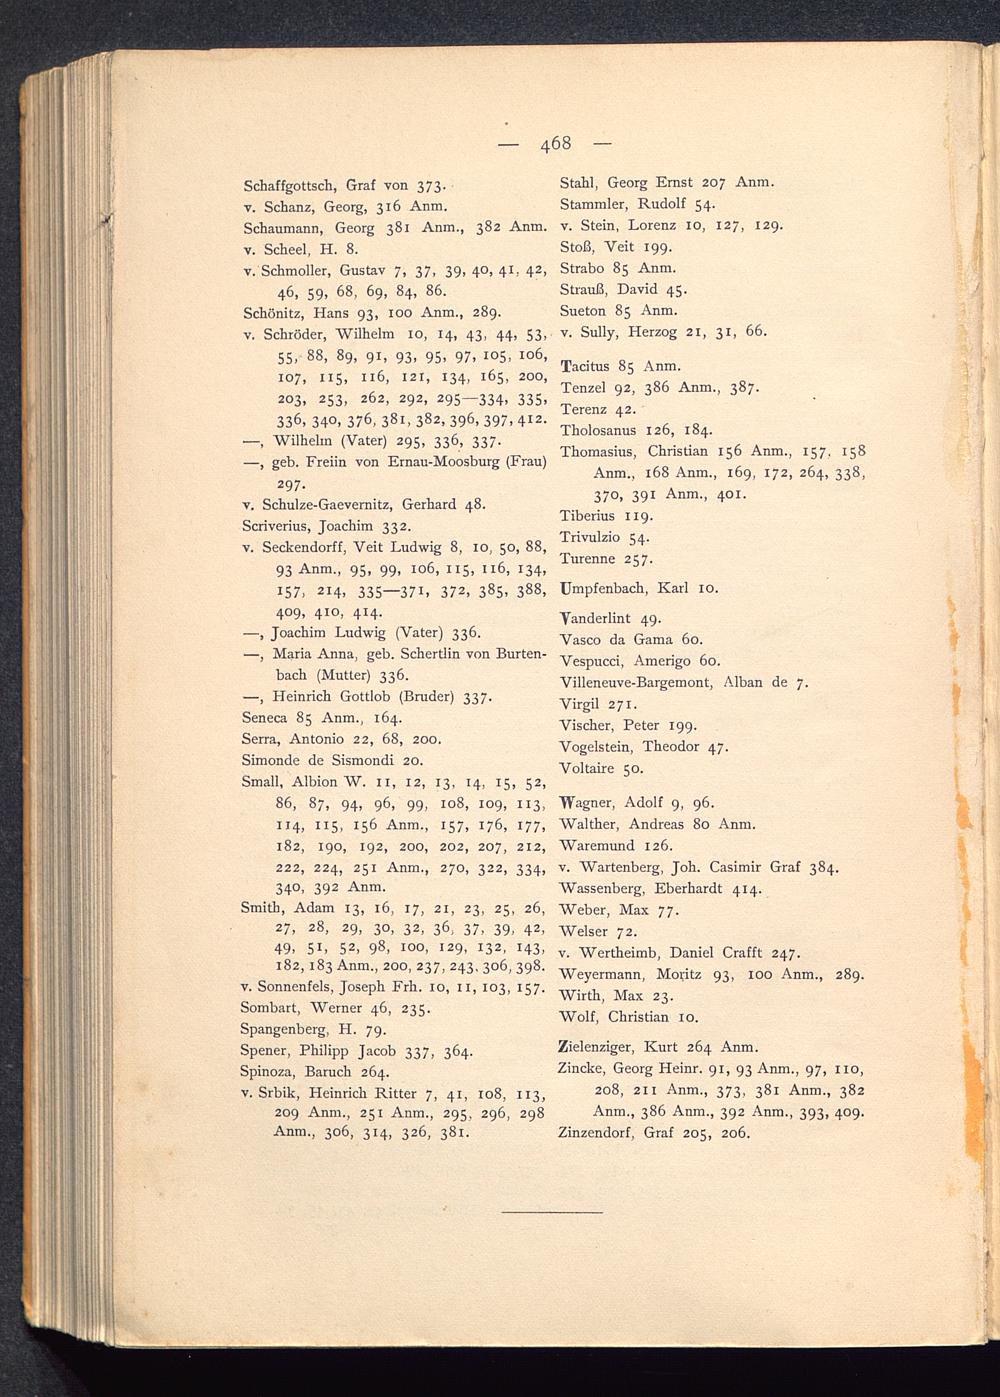 — 468 —
Schaffgottsch, Graf von 373.
v. Schanz, Georg, 316 Anm.
Schaumann, Georg 381 Anm., 382 Anm.
v. Scheel, H. 8.
v. Schmoller, Gustav 7, 37, 39, 40, 41, 42,
46, 59, 68, 69, 84, 86.
Schönitz, Hans 93, 100 Anm., 289.
v. Schröder, Wilhelm 10, 14, 43, 44, 53,
55, 88, 89, 91, 93, 95, 97, 105, 106,
107, 115, 116, 121, 134, 165, 200,
203, 253, 262, 292, 295—334, 335,
336, 340, 376, 381, 382, 396, 397, 412.
—, Wilhelm (Vater) 295, 336, 337.
—, geb. Freiin von Ernau-Moosburg (Frau)
297.
v. Schulze-Gaevernitz, Gerhard 48.
Scriverius, Joachim 332.
v. Seckendorff, Veit Ludwig 8, 10, 50, 88,
93 Anm., 95, 99, 106, 115, 116, 134,
157, 214, 335—371, 372, 385, 388,
409, 410, 414.
—, Joachim Ludwig (Vater) 336.
—, Maria Anna, geb. Schertlin von Burten-
bach (Mutter) 336.
—, Heinrich Gottlob (Bruder) 337.
Seneca 85 Anm., 164.
Serra, Antonio 22, 68, 200.
Simonde de Sismondi 20.
Small, Albion W. 11, 12, 13, 14, 15, 52,
86, 87, 94, 96, 99, 108, 109, 113,
114, 115, 156 Anm., 157, 176, 177,
182, 190, 192, 200, 202, 207, 212,
222, 224, 251 Anm., 270, 322, 334,
340, 392 Anm.
Smith, Adam 13, 16, 17, 21, 23, 25, 26,
27, 28, 29, 30, 32, 36, 37, 39, 42,
49, 51, 52, 98, 100, 129, 132, 143,
182, 183 Anm., 200, 237, 243, 306, 398.
v. Sonnenfels, Joseph Frh. 10, 11, 103, 157.
Sombart, Werner 46, 235.
Spangenberg, H. 79.
Spener, Philipp Jacob 337, 364.
Spinoza, Baruch 264.
v. Srbik, Heinrich Ritter 7, 41, 108, 113,
209 Anm., 251 Anm., 295, 296, 298
Anm., 306, 314, 326, 381.
Stahl, Georg Ernst 207 Anm.
Stammler, Rudolf 54.
v. Stein, Lorenz 10, 127, 129.
Stoß, Veit 199.
Strabo 85 Anm.
Strauß, David 45.
Sueton 85 Anm.
v. Sully, Herzog 21, 31, 66.
Tacitus 85 Anm.
Tenzel 92, 386 Anm., 387.
Terenz 42.
Tholosanus 126, 184.
Thomasius, Christian 156 Anm., 157, 158
Anm., 168 Anm., 169, 172, 264, 338,
370, 391 Anm., 401.
Tiberius 119.
Trivulzio 54.
Turenne 257.
Umpfenbach, Karl 10.
Vanderlint 49.
Vasco da Gama 60.
Vespucci, Amerigo 60.
Villeneuve-Bargemont, Alban de 7.
Virgil 271.
Vischer, Peter 199.
Vogelstein, Theodor 47.
Voltaire 50.
Wagner, Adolf 9, 96.
Walther, Andreas 80 Anm.
Waremund 126.
v. Wartenberg, Joh. Casimir Graf 384.
Wassenberg, Eberhardt 414.
Weber, Max 77.
Welser 72.
v. Wertheimb, Daniel Crafft 247.
Weyermann, Moritz 93, 100 Anm., 289.
Wirth, Max 23.
Wolf, Christian 10.
Zielenziger, Kurt 264 Anm.
Zincke, Georg Heinr. 91, 93 Anm., 97, 110,
208, 211 Anm., 373, 381 Anm., 382
Anm., 386 Anm., 392 Anm., 393, 409.
Zinzendorf, Graf 205, 206.